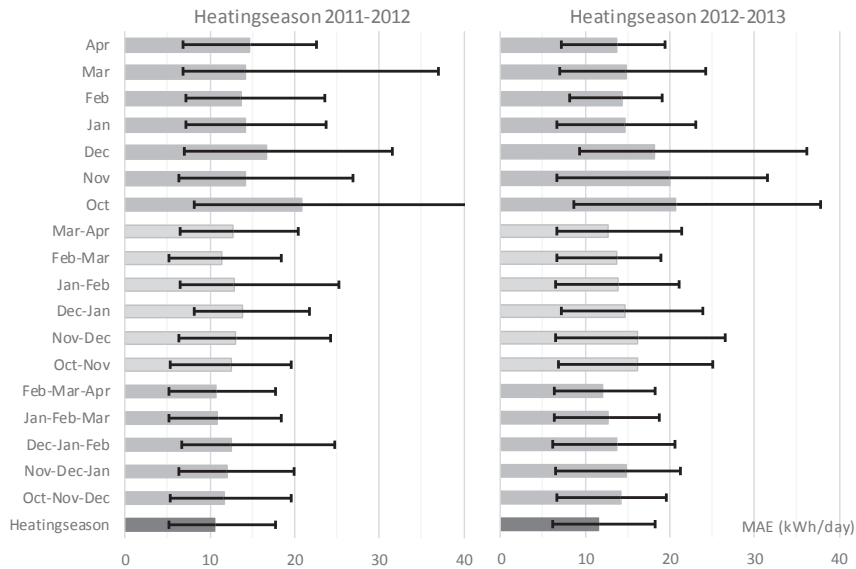 Heatingseason 2011-2012
Heatingseason 2012-2013
Apr
Mar
Feb
Jan
Dec
Nov
Oct
Mar-Apr
Feb-Mar
Jan-Feb
Dec-Jan
Nov-Dec
Oct-Nov
Feb-Mar-Apr
Jan-Feb-Mar
Dec-Jan-Feb
Nov-Dec-Jan
Oct-Nov-Dec
Heatingseason
MAE (kWh/day)
0 10 20 30 40
0 10 20 30 40